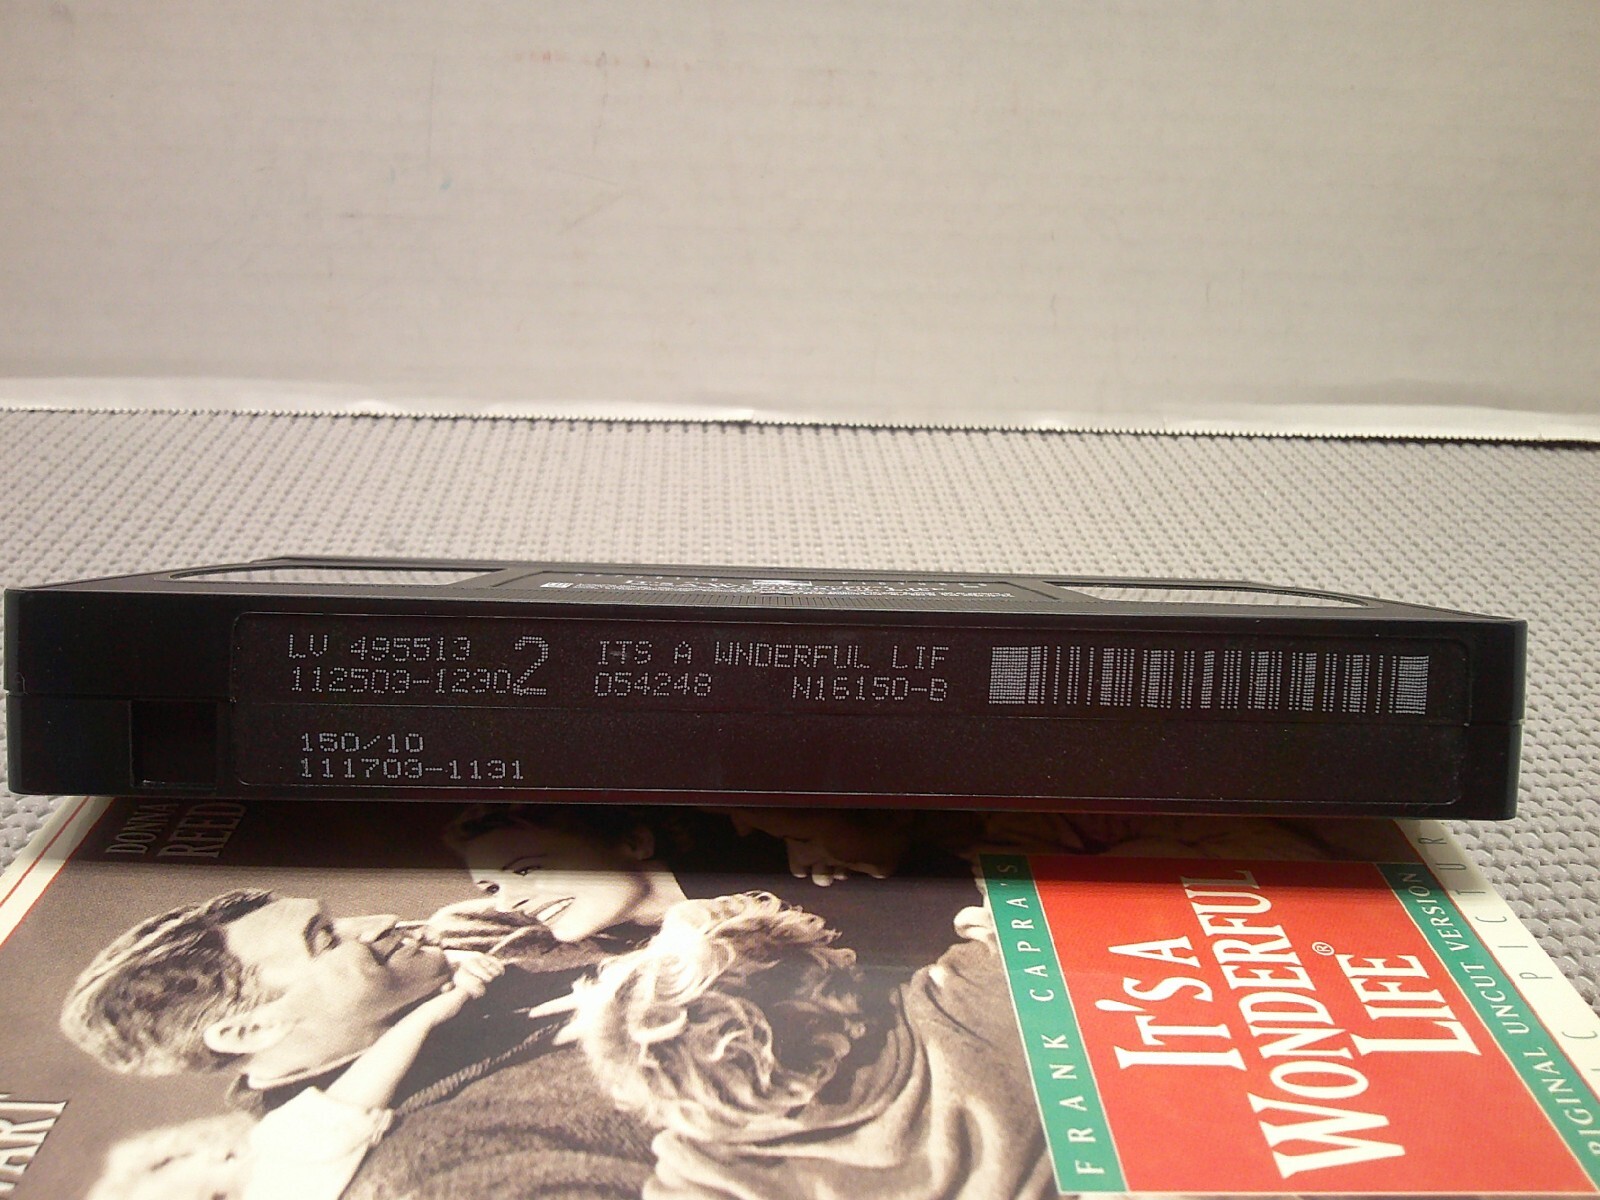 LV 495513
112503-1230
2
ITS A WNDERFUL LIF
054248 N16150-B
150/10
111703-1131
DONNA
REED
FRANK CAPRA'S
IT'S A
WONDERFUL®
LIFE
ORIGINAL UNCUT VERSION